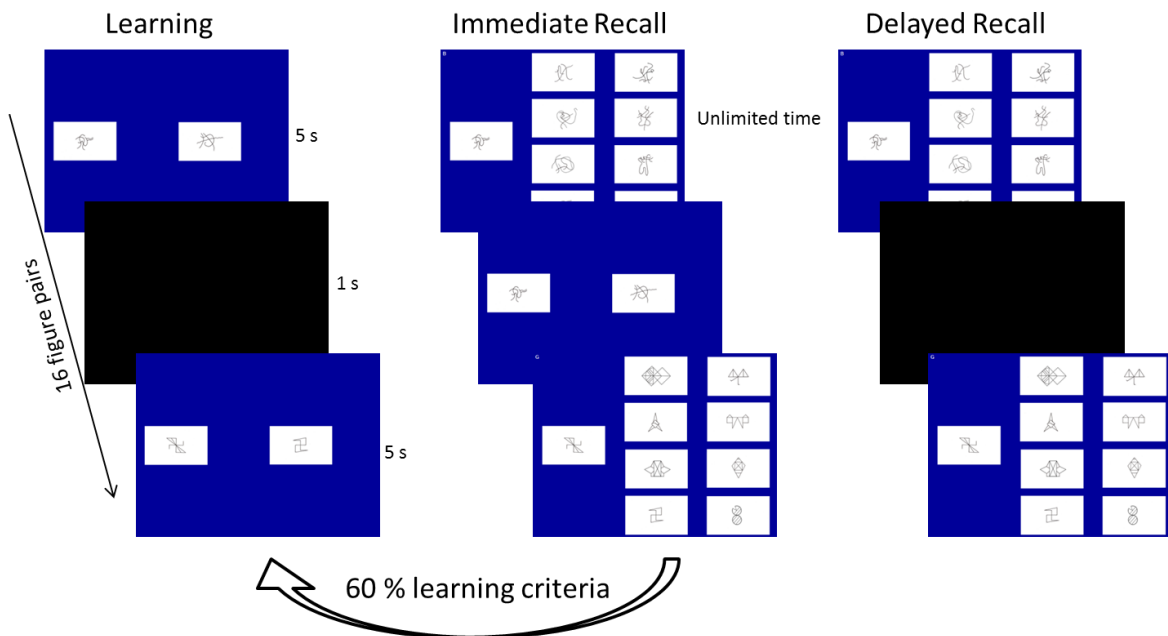 Learning
Immediate Recall
Delayed Recall
5 s
Unlimited time
1 s
16 figure pairs
5 s
60 % learning criteria